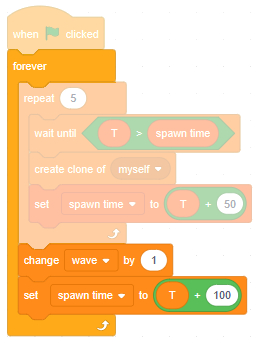 when clicked
forever
repeat 5
wait until T > spawn time
create clone of myself
set spawn time to T + 50
change wave by 1
set spawn time to T + 100